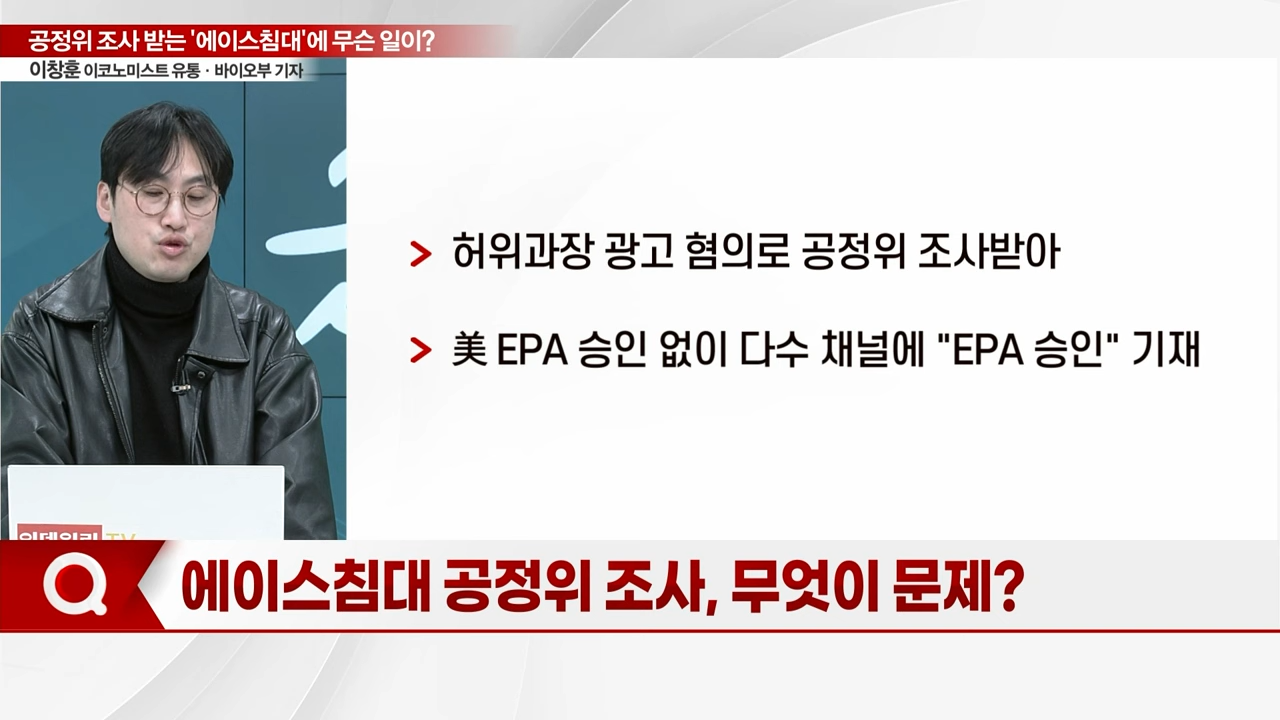 공정위 조사 받는 '에이스침대'에 무슨 일이?
이창훈 이코노미스트 유통·바이오부 기자
> 허위과장 광고 혐의로 공정위 조사받아
> 美 EPA 승인 없이 다수 채널에 "EPA 승인" 기재
에이스침대 공정위 조사, 무엇이 문제?